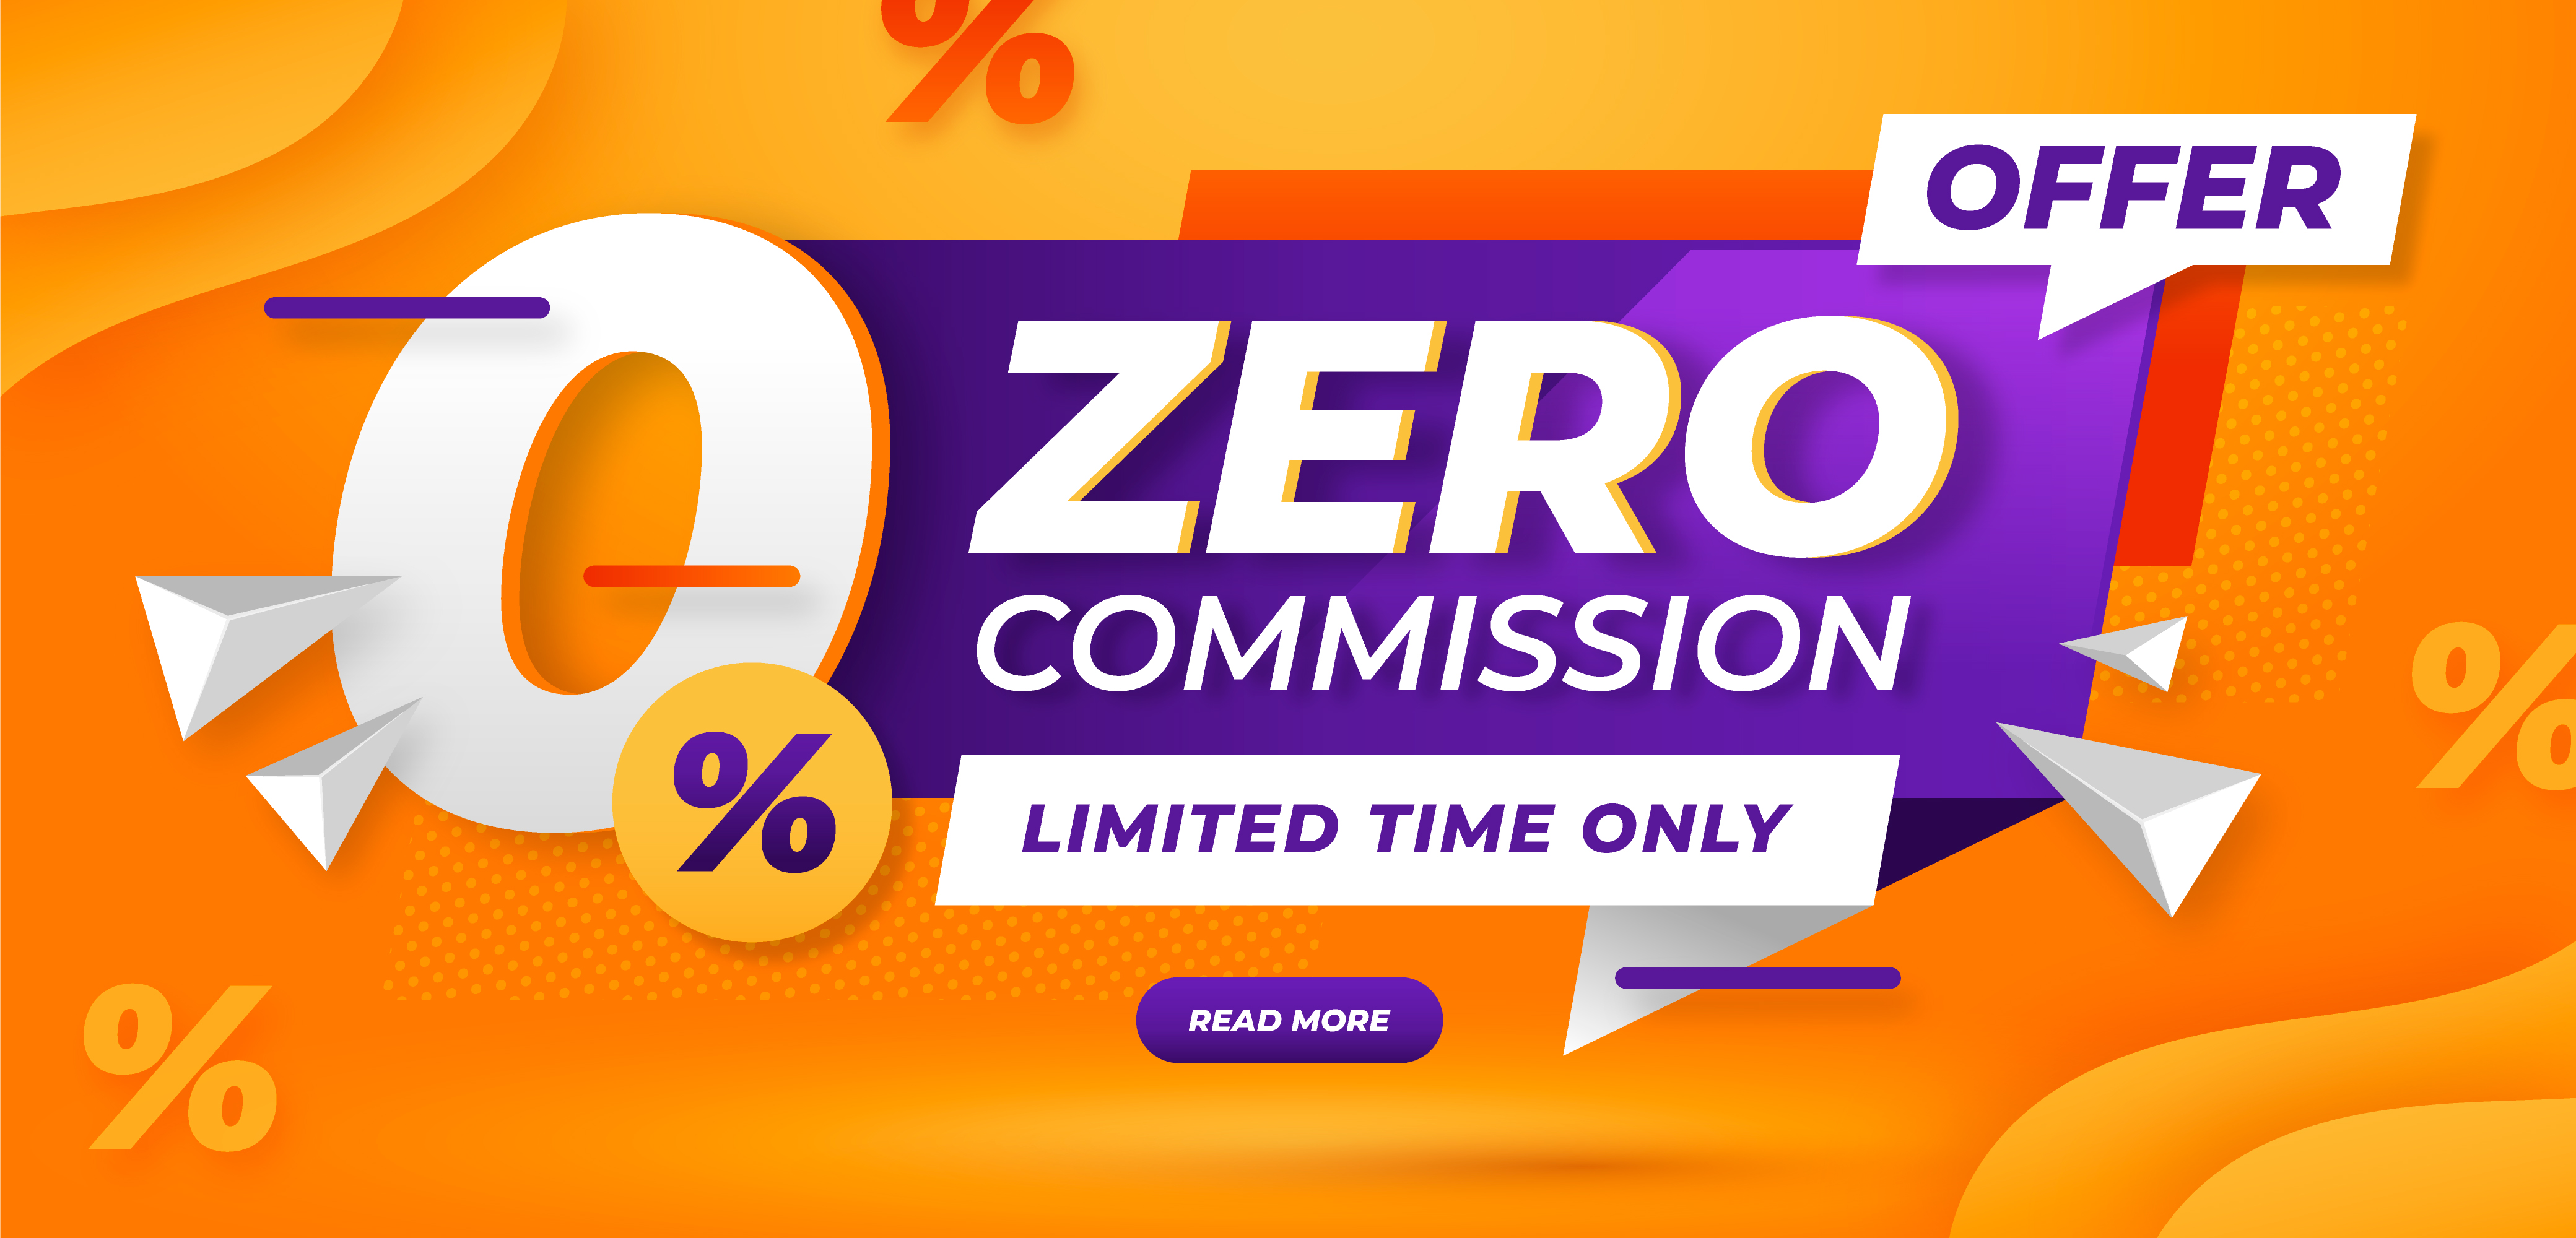 OFFER
0%
ZERO
COMMISSION
LIMITED TIME ONLY
READ MORE
%
%
%